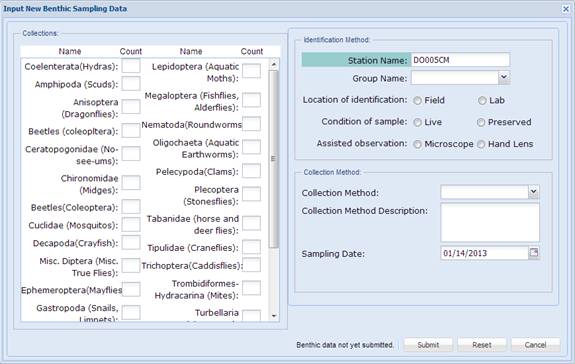 Input New Benthic Sampling Data
Collections:
Name Count Name Count
Coelenterata(Hydras):
Amphipoda (Scuds):
Anisoptera
(Dragonflies):
Beetles (coleopltera):
Ceratopogonidae (No-
see-ums):
Chironomidae
(Midges):
Beetles(Coleoptera):
Cuclidae (Mosquitos):
Decapoda(Crayfish):
Misc. Diptera (Misc.
True Flies):
Ephemeroptera(Mayflies
Gastropoda (Snails,
Limpets):
Lepidoptera (Aquatic
Moths):
Megaloptera (Fishflies,
Alderflies):
Nematoda(Roundworms
Oligochaeta (Aquatic
Earthworms):
Pelecypoda(Clams):
Plecoptera
(Stonesflies):
Tabanidae (horse and
deer flies):
Tipulidae (Craneflies):
Trichoptera(Caddisflies):
Trombidiformes-
Hydracarina (Mites):
Turbellaria
Identification Method:
Station Name: DO005CM
Group Name:
Location of identification: Field Lab
Condition of sample: Live Preserved
Assisted observation: Microscope Hand Lens
Collection Method:
Collection Method:
Collection Method Description:
Sampling Date: 01/14/2013
Benthic data not yet submitted. Submit Reset Cancel